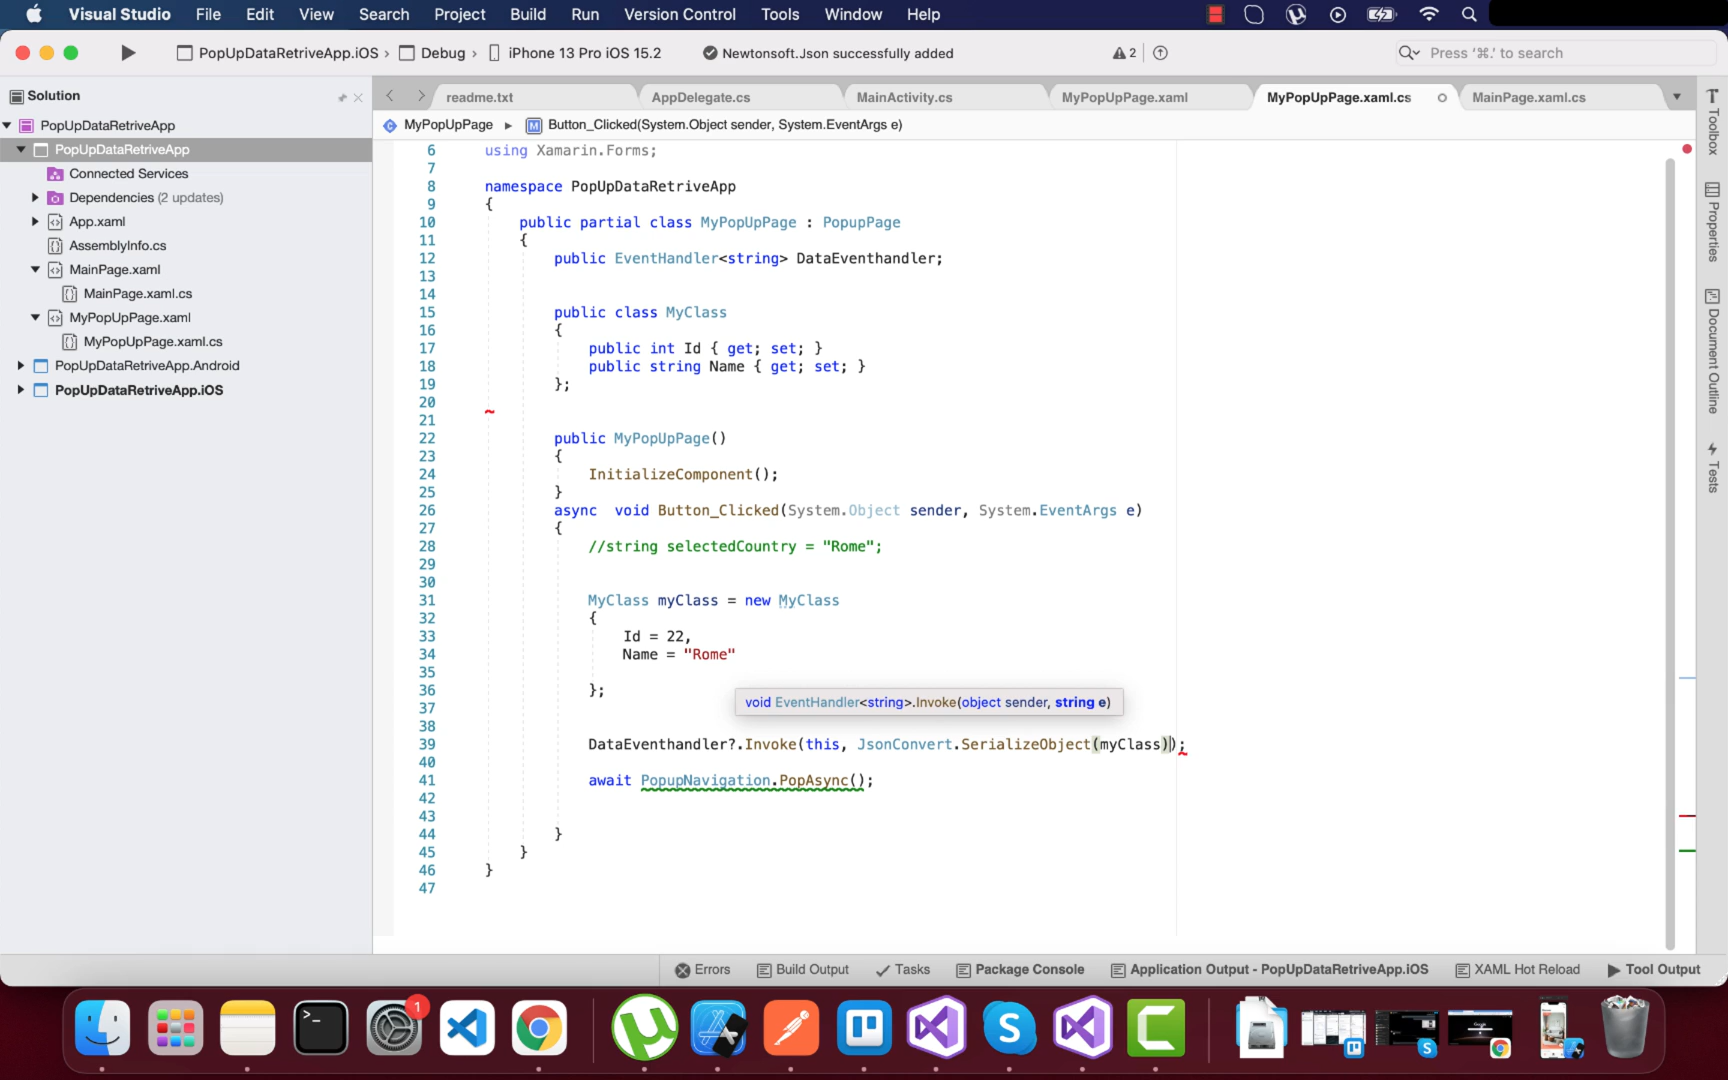 Visual Studio File Edit View Search Project Build Run Version Control Tools Window Help
PopUpDataRetriveApp.iOS › Debug › iPhone 13 Pro iOS 15.2 Newtonsoft.Json successfully added 2 Press ‘⌘.’ to search
Solution
PopUpDataRetriveApp
PopUpDataRetriveApp
Connected Services
Dependencies (2 updates)
App.xaml
AssemblyInfo.cs
MainPage.xaml
MainPage.xaml.cs
MyPopUpPage.xaml
MyPopUpPage.xaml.cs
PopUpDataRetriveApp.Android
PopUpDataRetriveApp.iOS
readme.txt AppDelegate.cs MainActivity.cs MyPopUpPage.xaml MyPopUpPage.xaml.cs MainPage.xaml.cs
MyPopUpPage ▸ M Button_Clicked(System.Object sender, System.EventArgs e)
6 using Xamarin.Forms;
7
8 namespace PopUpDataRetriveApp
9 {
10 public partial class MyPopUpPage : PopupPage
11 {
12 public EventHandler<string> DataEventhandler;
13
14
15 public class MyClass
16 {
17 public int Id { get; set; }
18 public string Name { get; set; }
19 };
20
21
22 public MyPopUpPage()
23 {
24 InitializeComponent();
25 }
26 async void Button_Clicked(System.Object sender, System.EventArgs e)
27 {
28 //string selectedCountry = "Rome";
29
30
31 MyClass myClass = new MyClass
32 {
33 Id = 22,
34 Name = "Rome"
35
36 };
37
void EventHandler<string>.Invoke(object sender, string e)
38
39 DataEventhandler?.Invoke(this, JsonConvert.SerializeObject(myClass));
40
41 await PopupNavigation.PopAsync();
42
43
44 }
45 }
46 }
47
Toolbox
Properties
Document Outline
Tests
Errors Build Output Tasks Package Console Application Output - PopUpDataRetriveApp.iOS XAML Hot Reload Tool Output
1